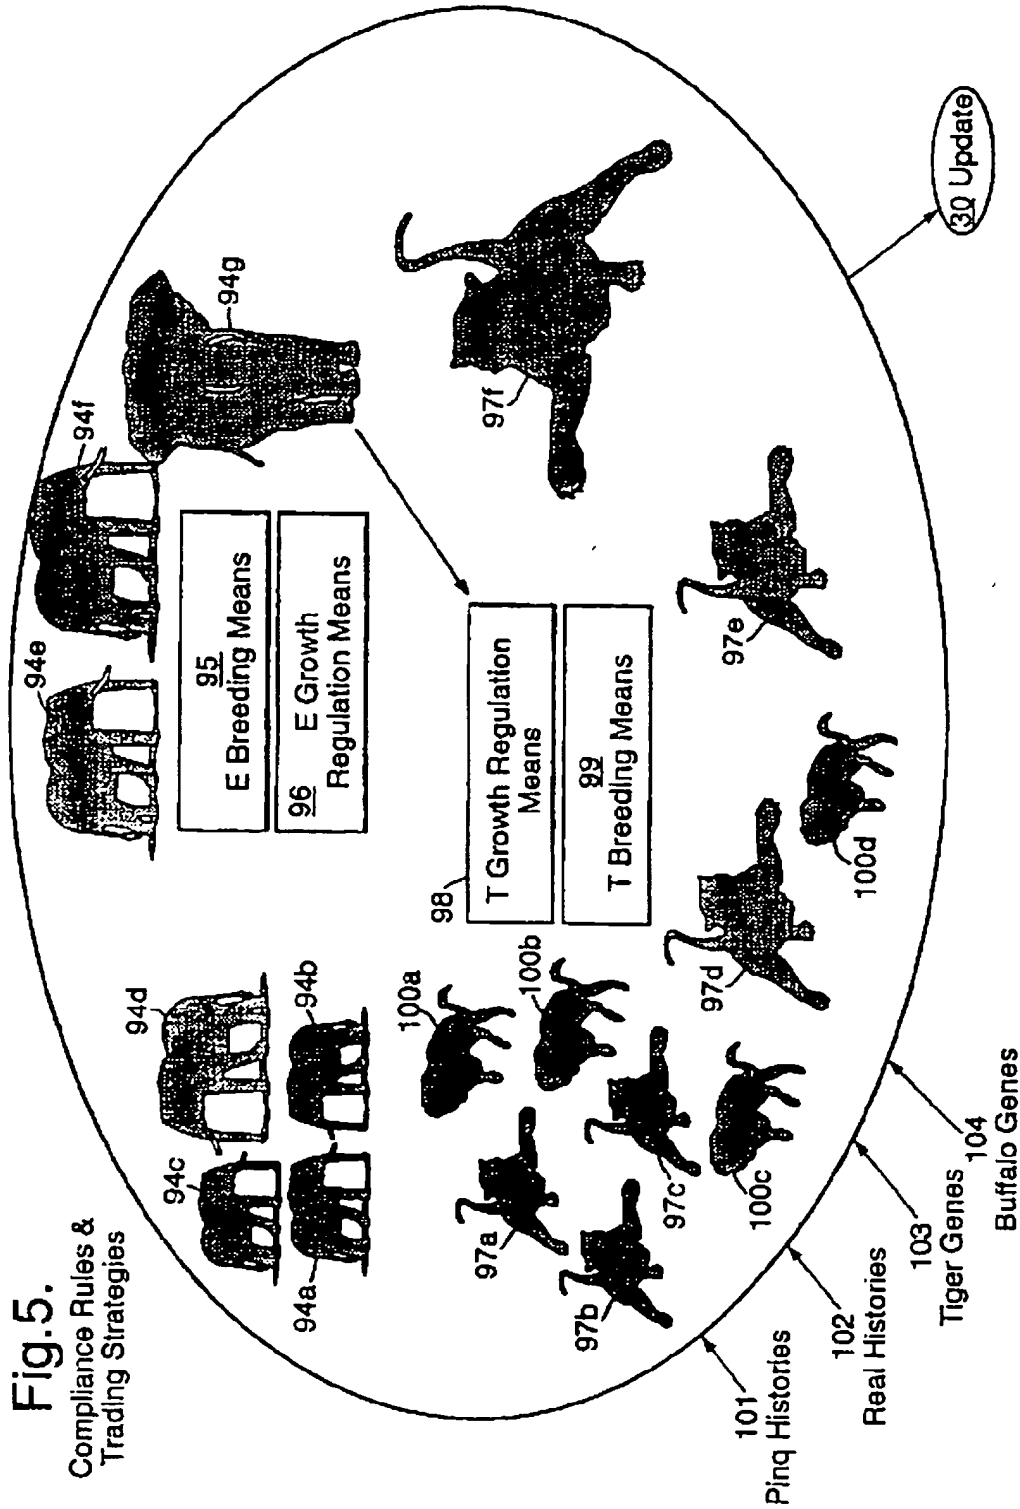 Fig.5.
Compliance Rules &
Trading Strategies
94a
94b
94c
94d
94e
94f
94g
95
E Breeding Means
96 E Growth
Regulation Means
98
T Growth Regulation
Means
99
T Breeding Means
100a
100b
100c
100d
97a
97b
97c
97d
97e
97f
101
Pinq Histories
102
Real Histories
103
Tiger Genes
104
Buffalo Genes
30 Update